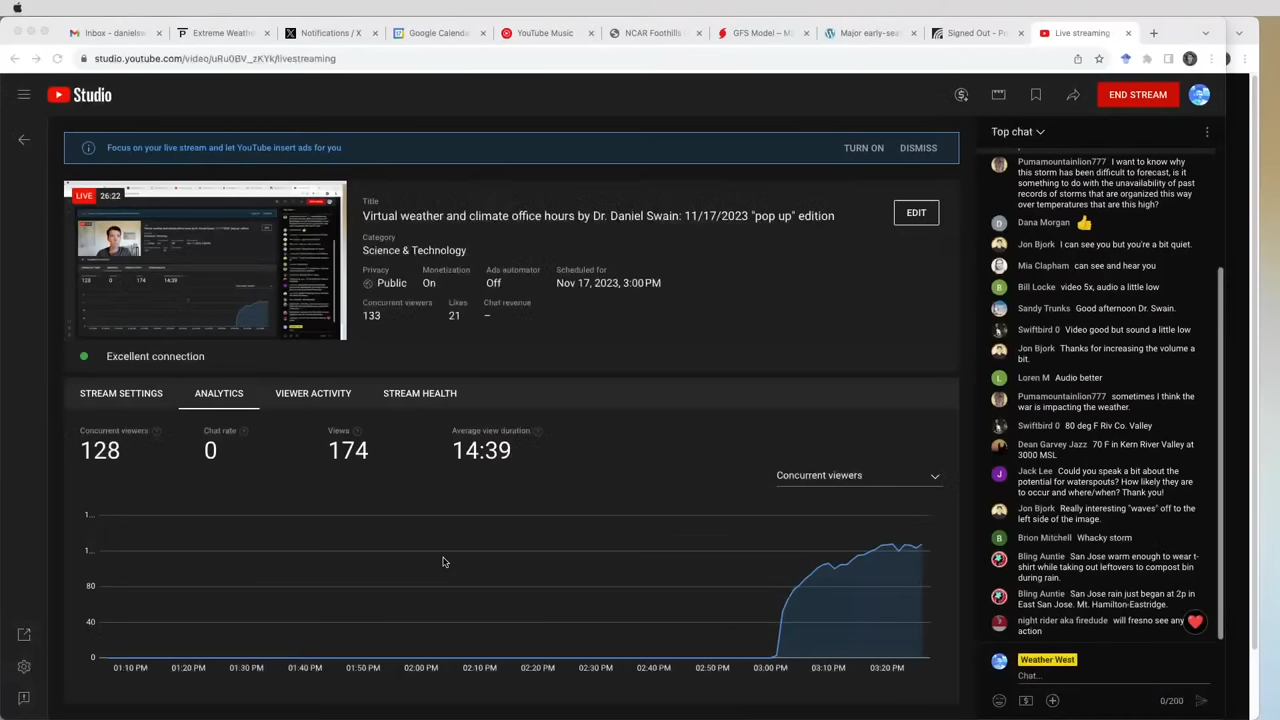 Inbox - danielsw
Extreme Weathe
Notifications / X
Google Calenda
YouTube Music
NCAR Foothills
GFS Model – M
Major early-sea
Signed Out - P
Live streaming
studio.youtube.com/video/uRu0BV_zKYk/livestreaming
Studio
END STREAM
Focus on your live stream and let YouTube insert ads for you
TURN ON
DISMISS
LIVE 26:22
Title
Virtual weather and climate office hours by Dr. Daniel Swain: 11/17/2023 "pop up" edition
EDIT
Category
Science & Technology
Privacy
Monetization
Ads automator
Scheduled for
Public
On
Off
Nov 17, 2023, 3:00 PM
Concurrent viewers
Likes
Chat revenue
133
21
–
Excellent connection
STREAM SETTINGS
ANALYTICS
VIEWER ACTIVITY
STREAM HEALTH
Concurrent viewers
Chat rate
Views
Average view duration
128
0
174
14:39
Concurrent viewers
1...
1...
80
40
0
01:10 PM
01:20 PM
01:30 PM
01:40 PM
01:50 PM
02:00 PM
02:10 PM
02:20 PM
02:30 PM
02:40 PM
02:50 PM
03:00 PM
03:10 PM
03:20 PM
Top chat
Pumamountainlion777 I want to know why
this storm has been difficult to forecast, is it
something to do with the unavailability of past
records of storms that are organized this way
over temperatures that are this high?
Dana Morgan 👍
Jon Bjork I can see you but you're a bit quiet.
Mia Clapham can see and hear you
Bill Locke video 5x, audio a little low
Sandy Trunks Good afternoon Dr. Swain.
Swiftbird 0 Video good but sound a little low
Jon Bjork Thanks for increasing the volume a
bit.
Loren M Audio better
Pumamountainlion777 sometimes I think the
war is impacting the weather.
Swiftbird 0 80 deg F Riv Co. Valley
Dean Garvey Jazz 70 F in Kern River Valley at
3000 MSL
Jack Lee Could you speak a bit about the
potential for waterspouts? How likely they are
to occur and where/when? Thank you!
Jon Bjork Really interesting "waves" off to the
left side of the image.
Brion Mitchell Whacky storm
Bling Auntie San Jose warm enough to wear t-
shirt while taking out leftovers to compost bin
during rain.
Bling Auntie San Jose rain just began at 2p in
East San Jose. Mt. Hamilton-Eastridge.
night rider aka firedude will fresno see any
action
Weather West
Chat...
0/200